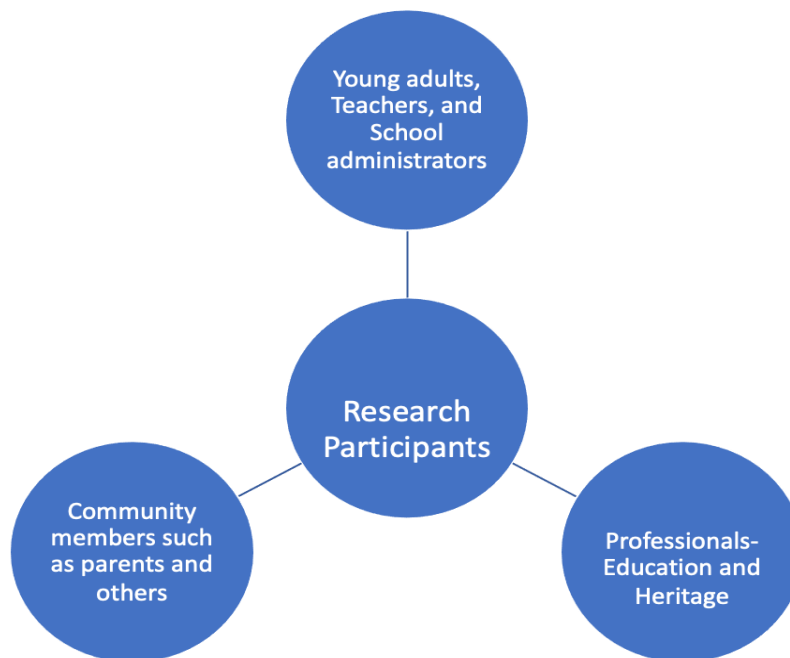 Young adults,
Teachers, and
School
administrators
Research
Participants
Community
members such
as parents and
others
Professionals-
Education and
Heritage